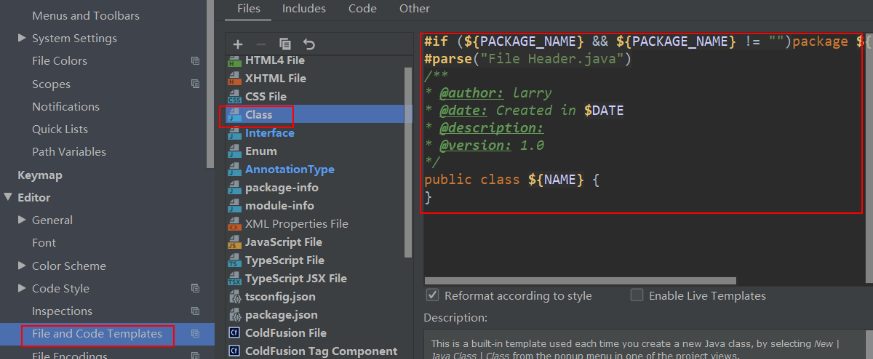 Menus and Toolbars
System Settings
File Colors
Scopes
Notifications
Quick Lists
Path Variables
Keymap
Editor
General
Font
Color Scheme
Code Style
Inspections
File and Code Templates
File Encodings
Files Includes Code Other
HTML4 File
XHTML File
CSS File
Class
Interface
Enum
AnnotationType
package-info
module-info
XML Properties File
JavaScript File
TypeScript File
TypeScript JSX File
tsconfig.json
package.json
ColdFusion File
ColdFusion Tag Component
#if (${PACKAGE_NAME} && ${PACKAGE_NAME} != "")package ${
#parse("File Header.java")
/**
* @author: Larry
* @date: Created in $DATE
* @description:
* @version: 1.0
*/
public class ${NAME} {
}
Reformat according to style Enable Live Templates
Description:
This is a built-in template used each time you create a new Java class, by selecting New |
Java Class | Class from the popup menu in one of the project views.